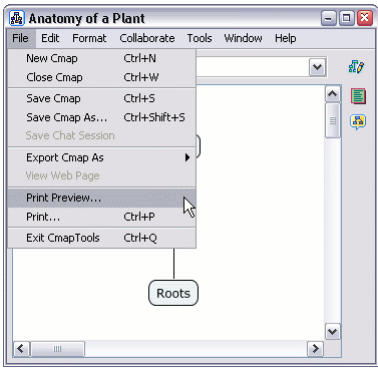 Anatomy of a Plant
File Edit Format Collaborate Tools Window Help
New Cmap Ctrl+N
Close Cmap Ctrl+W
Save Cmap Ctrl+S
Save Cmap As... Ctrl+Shift+S
Save Chat Session
Export Cmap As
View Web Page
Print Preview...
Print... Ctrl+P
Exit CmapTools Ctrl+Q
Roots